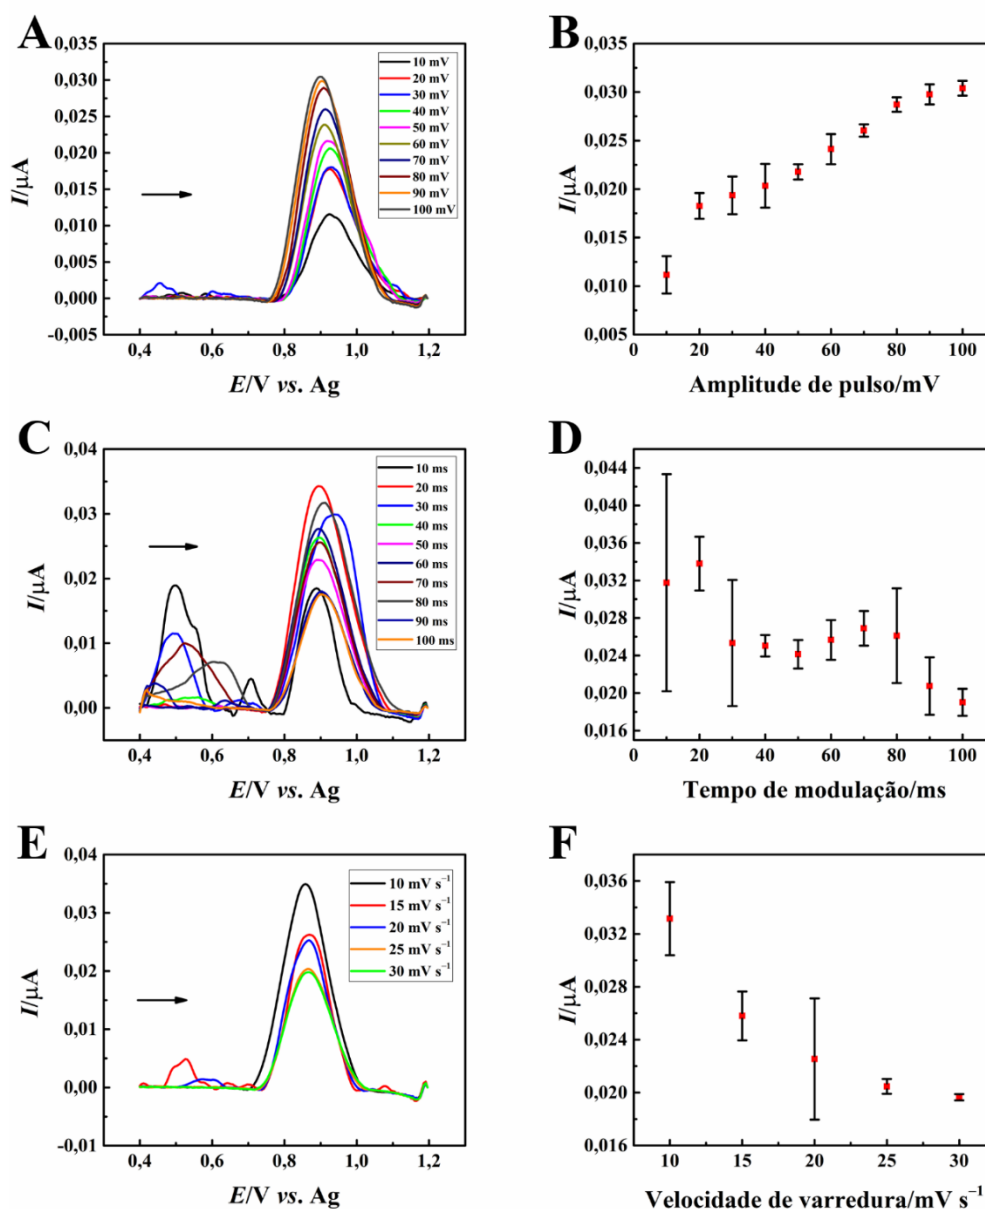 A
0,035
0,030
0,025
0,020
0,015
0,010
0,005
0,000
-0,005
I/µA
10 mV
20 mV
30 mV
40 mV
50 mV
60 mV
70 mV
80 mV
90 mV
100 mV
0,4 0,6 0,8 1,0 1,2
E/V vs. Ag
B
0,030
0,025
0,020
0,015
0,010
0,005
I/µA
0 20 40 60 80 100
Amplitude de pulso/mV
C
0,04
0,03
0,02
0,01
0,00
I/µA
10 ms
20 ms
30 ms
40 ms
50 ms
60 ms
70 ms
80 ms
90 ms
100 ms
0,4 0,6 0,8 1,0 1,2
E/V vs. Ag
D
0,044
0,040
0,036
0,032
0,028
0,024
0,020
0,016
I/µA
0 20 40 60 80 100
Tempo de modulação/ms
E
0,04
0,03
0,02
0,01
0,00
-0,01
I/µA
10 mV s⁻¹
15 mV s⁻¹
20 mV s⁻¹
25 mV s⁻¹
30 mV s⁻¹
0,4 0,6 0,8 1,0 1,2
E/V vs. Ag
F
0,036
0,032
0,028
0,024
0,020
0,016
I/µA
10 15 20 25 30
Velocidade de varredura/mV s⁻¹